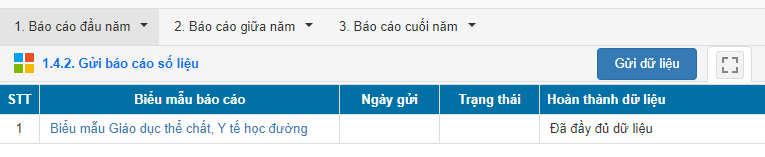 1. Báo cáo đầu năm 2. Báo cáo giữa năm 3. Báo cáo cuối năm
1.4.2. Gửi báo cáo số liệu Gửi dữ liệu
STT Biểu mẫu báo cáo Ngày gửi Trạng thái Hoàn thành dữ liệu
1 Biểu mẫu Giáo dục thể chất, Y tế học đường Đã đầy đủ dữ liệu